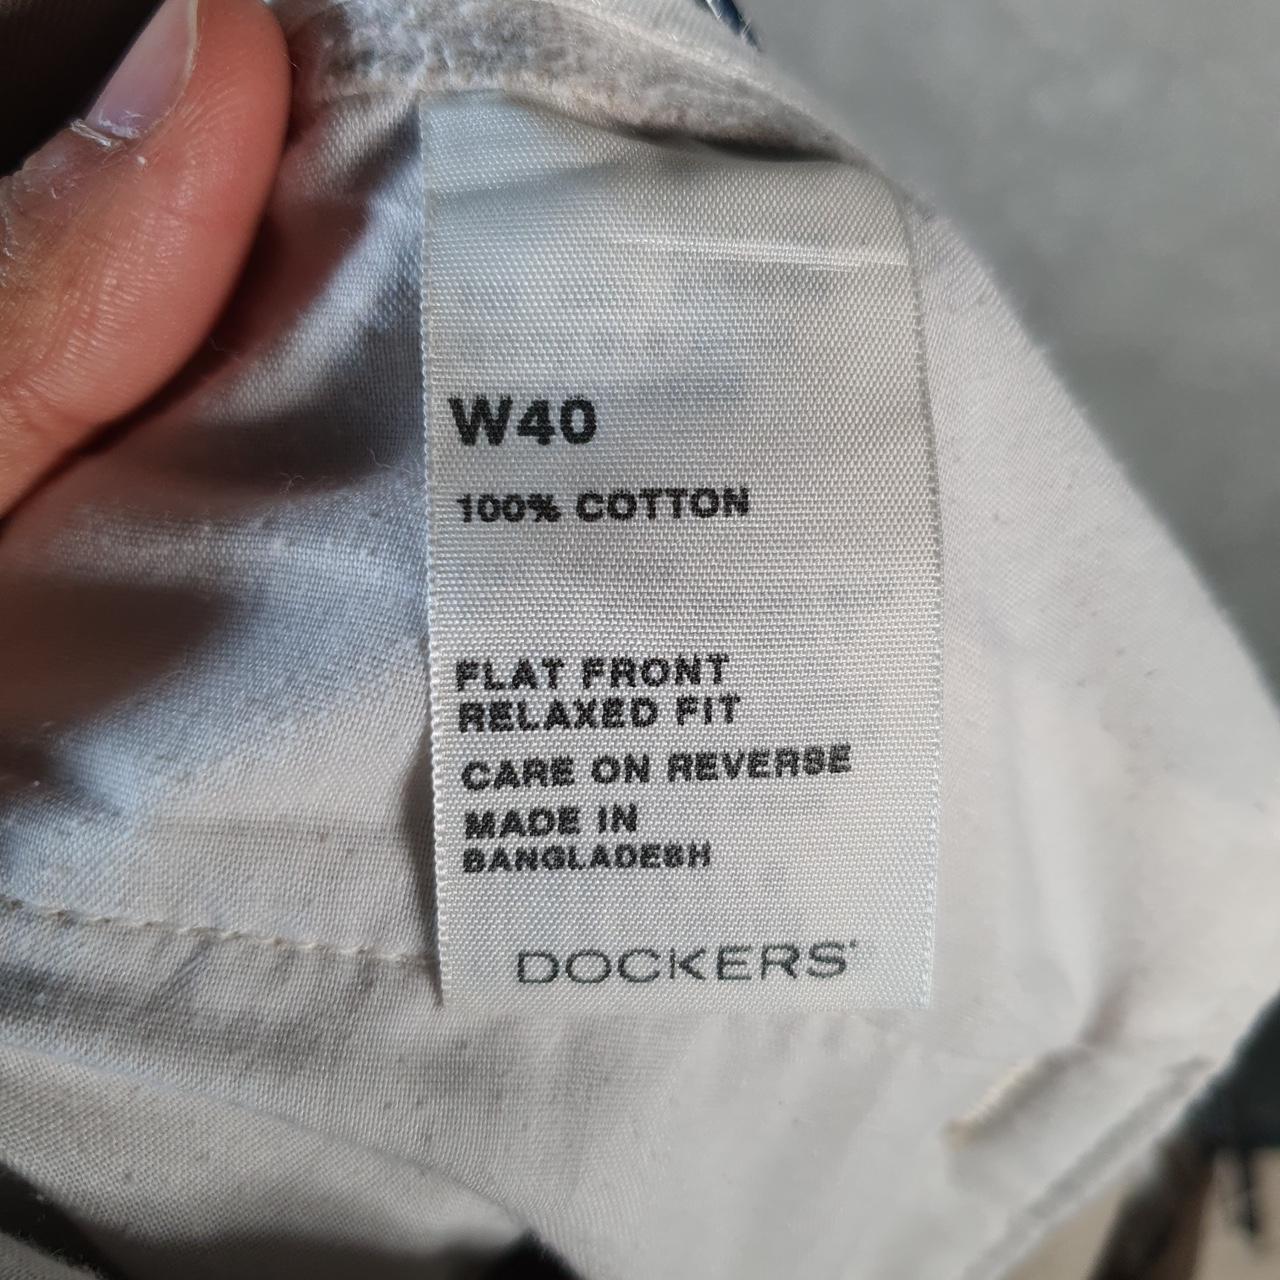 W40
100% COTTON
FLAT FRONT
RELAXED FIT
CARE ON REVERSE
MADE IN
BANGLADESH
DOCKERS®